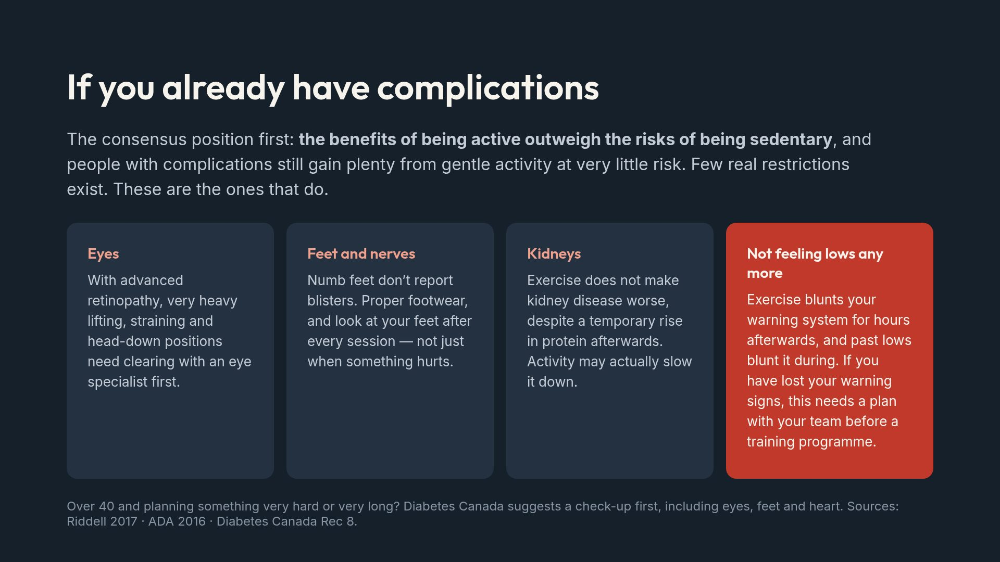 If you already have complications
The consensus position first: the benefits of being active outweigh the risks of being sedentary, and
people with complications still gain plenty from gentle activity at very little risk. Few real restrictions
exist. These are the ones that do.
Eyes
With advanced
retinopathy, very heavy
lifting, straining and
head-down positions
need clearing with an eye
specialist first.
Feet and nerves
Numb feet don’t report
blisters. Proper footwear,
and look at your feet after
every session — not just
when something hurts.
Kidneys
Exercise does not make
kidney disease worse,
despite a temporary rise
in protein afterwards.
Activity may actually slow
it down.
Not feeling lows any
more
Exercise blunts your
warning system for hours
afterwards, and past lows
blunt it during. If you
have lost your warning
signs, this needs a plan
with your team before a
training programme.
Over 40 and planning something very hard or very long? Diabetes Canada suggests a check-up first, including eyes, feet and heart. Sources:
Riddell 2017 · ADA 2016 · Diabetes Canada Rec 8.